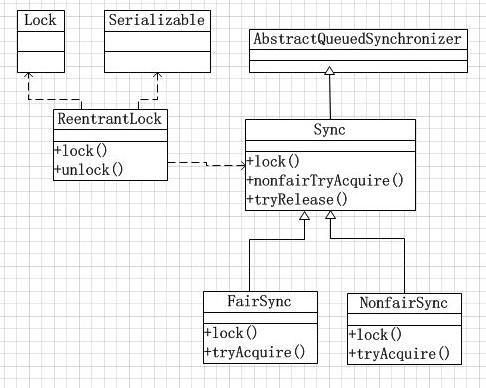 Lock
Serializable
AbstractQueuedSynchronizer
ReentrantLock
+lock()
+unlock()
Sync
+lock()
+nonfairTryAcquire()
+tryRelease()
FairSync
+lock()
+tryAcquire()
NonfairSync
+lock()
+tryAcquire()